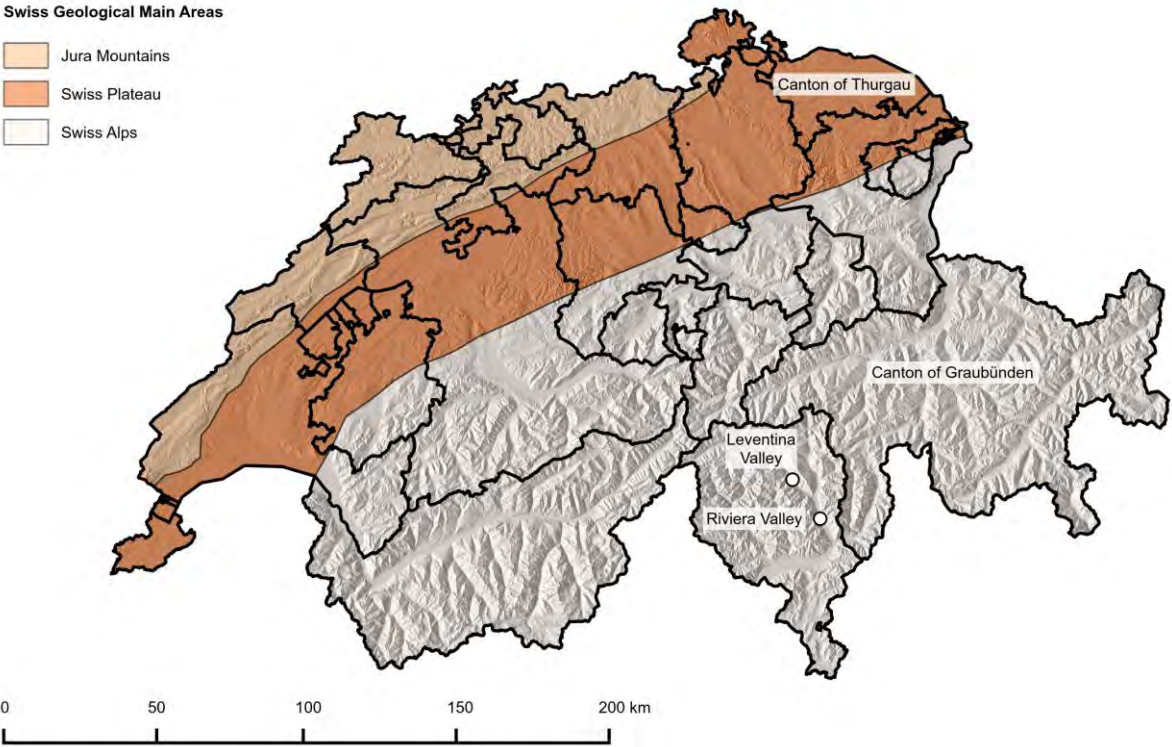 Swiss Geological Main Areas
Jura Mountains
Swiss Plateau
Swiss Alps
Canton of Thurgau
Canton of Graubünden
Leventina
Valley
Riviera Valley
0 50 100 150 200 km